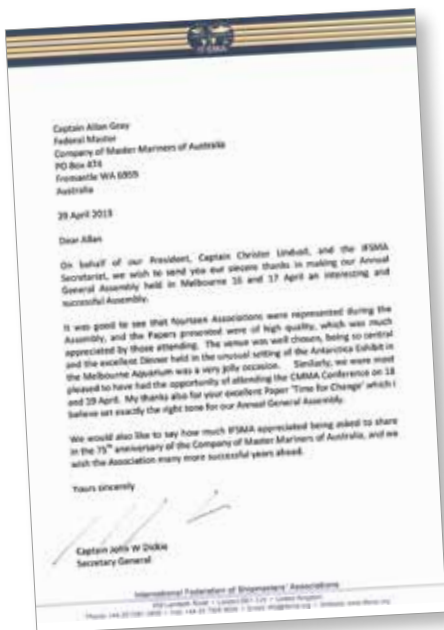 IFSMA
Captain Allan Gray
Federal Master
Company of Master Mariners of Australia
PO Box 474
Fremantle WA 6959
Australia
29 April 2013
Dear Allan
On behalf of our President, Captain Christer Lindvall, and the IFSMA
Secretariat, we wish to send you our sincere thanks in making our Annual
General Assembly held in Melbourne 16 and 17 April an interesting and
successful Assembly.
It was good to see that fourteen Associations were represented during the
Assembly, and the Papers presented were of high quality, which was much
appreciated by those attending. The venue was well chosen, being so central
and the excellent Dinner held in the unusual setting of the Antarctica Exhibit in
the Melbourne Aquarium was a very jolly occasion. Similarly, we were most
pleased to have had the opportunity of attending the CMMA Conference on 18
and 19 April. My thanks also for your excellent Paper 'Time for Change' which I
believe set exactly the right tone for our Annual General Assembly.
We would also like to say how much IFSMA appreciated being asked to share
in the 75th anniversary of the Company of Master Mariners of Australia, and we
wish the Association many more successful years ahead.
Yours sincerely
Captain John W Dickie
Secretary General
International Federation of Shipmasters' Associations